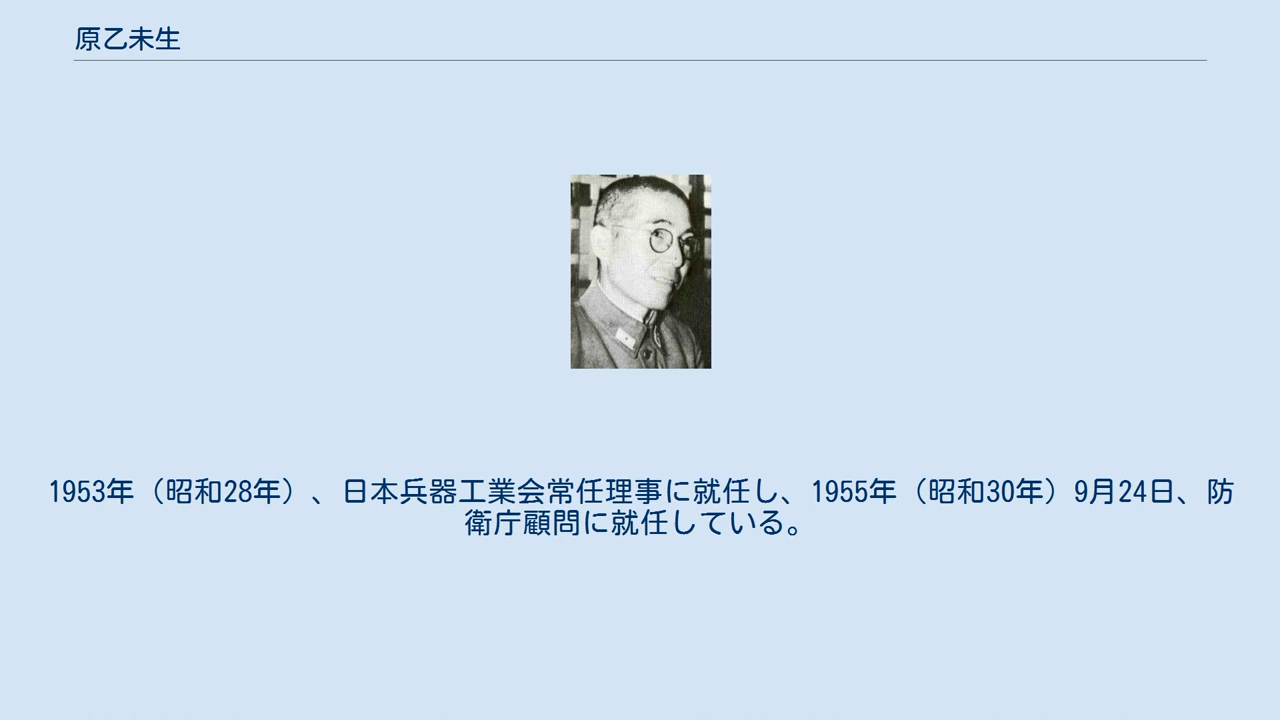 原乙未生
1953年（昭和28年）、日本兵器工業会常任理事に就任し、1955年（昭和30年）9月24日、防
衛庁顧問に就任している。